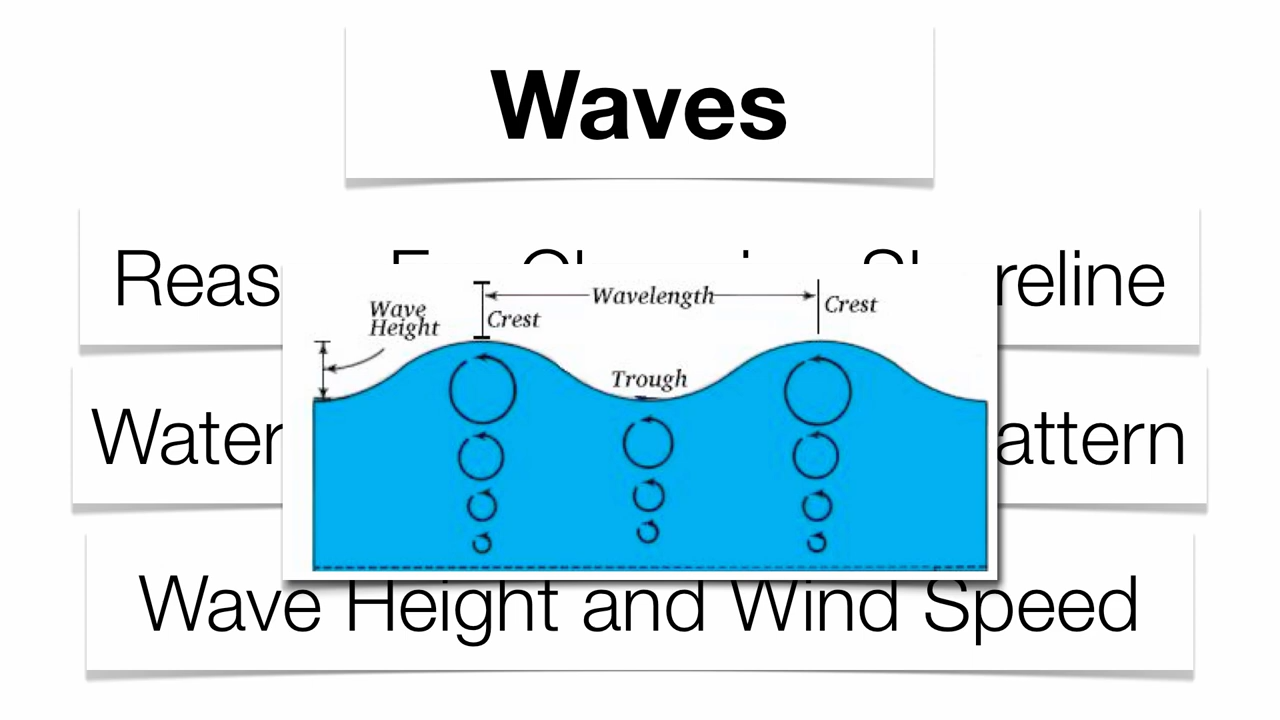 Waves
Reas reline
Wavelength
Wave Crest
Height Crest
Trough
Water attern
Wave Height and Wind Speed